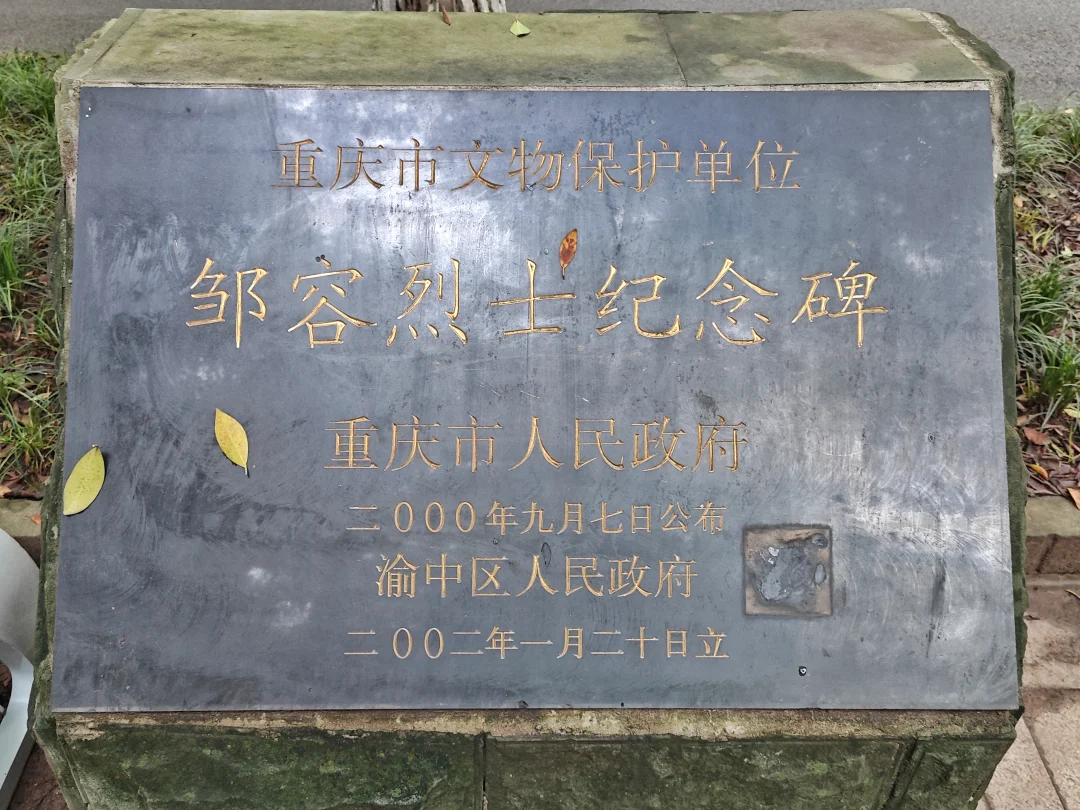 重庆市文物保护单位
邹容烈士纪念碑
重庆市人民政府
二000年九月七日公布
渝中区人民政府
二00二年一月二十日立